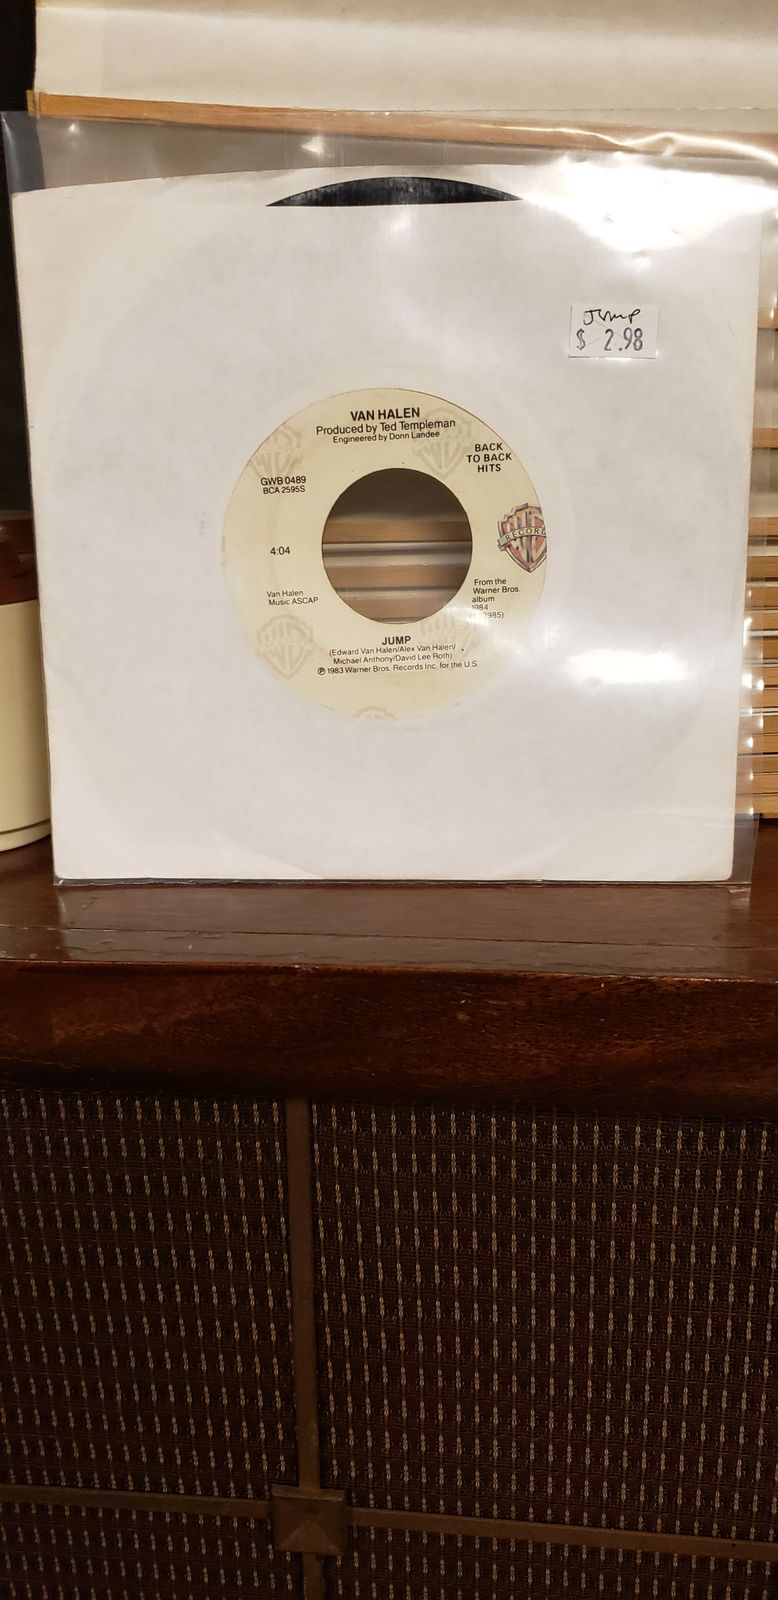 Jump
$ 2.98
VAN HALEN
Produced by Ted Templeman
Engineered by Donn Landee
BACK
TO BACK
HITS
GWB 0489
BCA 2595S
RECORD
4:04
Van Halen
Music ASCAP
From the
Warner Bros.
album
1984
JUMP
(Edward Van Halen/Alex Van Halen/
Michael Anthony/David Lee Roth)
℗ 1983 Warner Bros. Records Inc. for the U.S